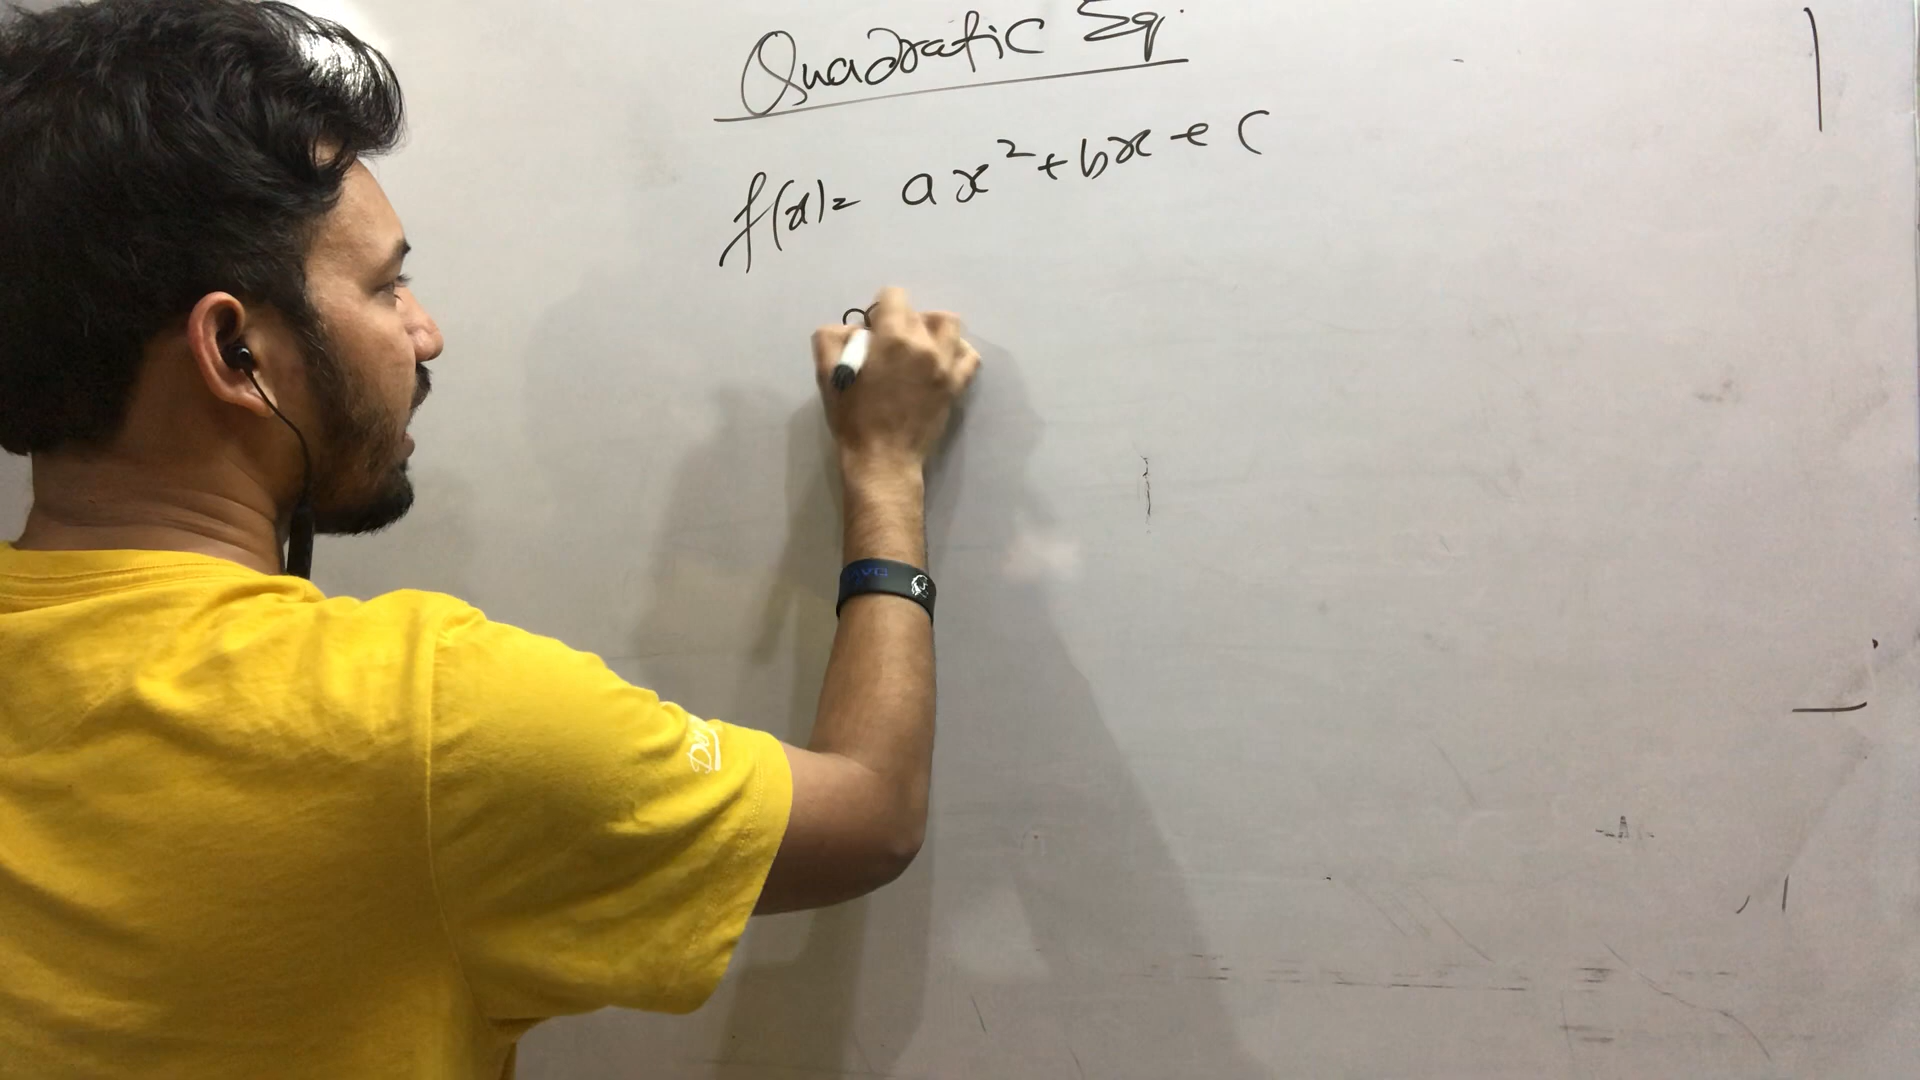 Quadratic Eq.
f(x)= ax²+bx+c
x